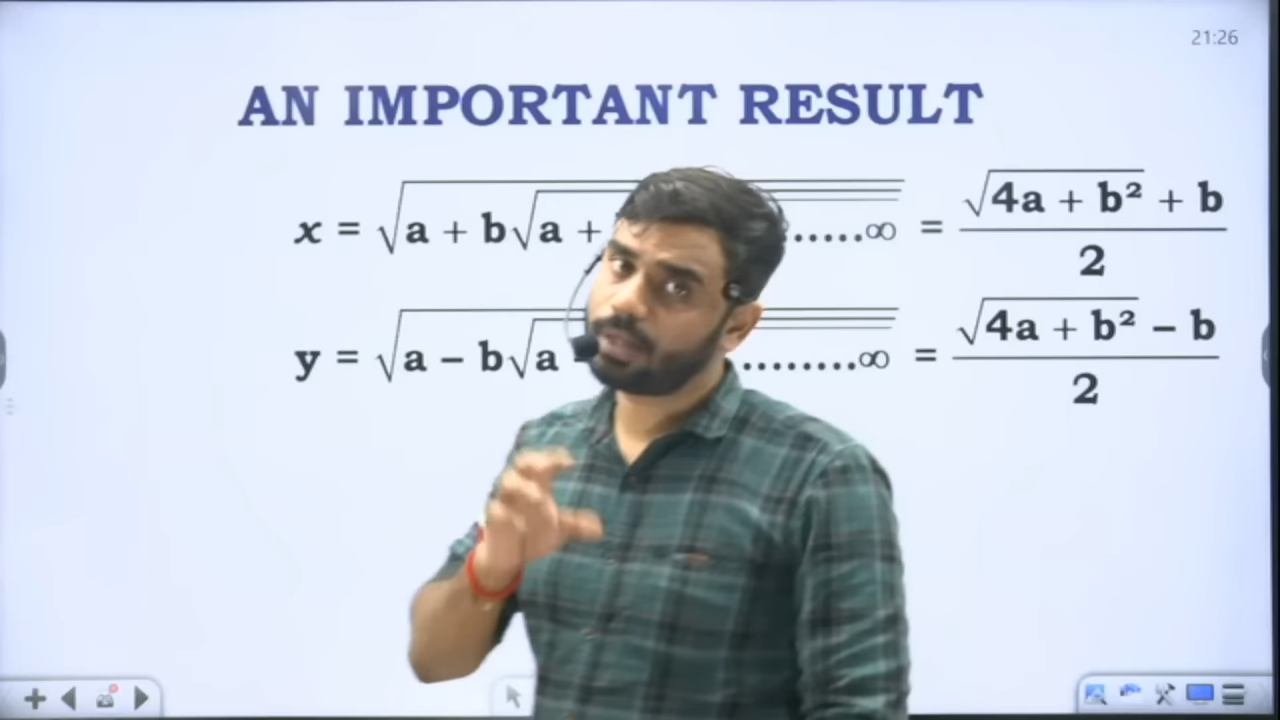 21:26
AN IMPORTANT RESULT
x = √a + b√a + .....∞ = √4a + b² + b / 2
y = √a − b√a ........∞ = √4a + b² − b / 2